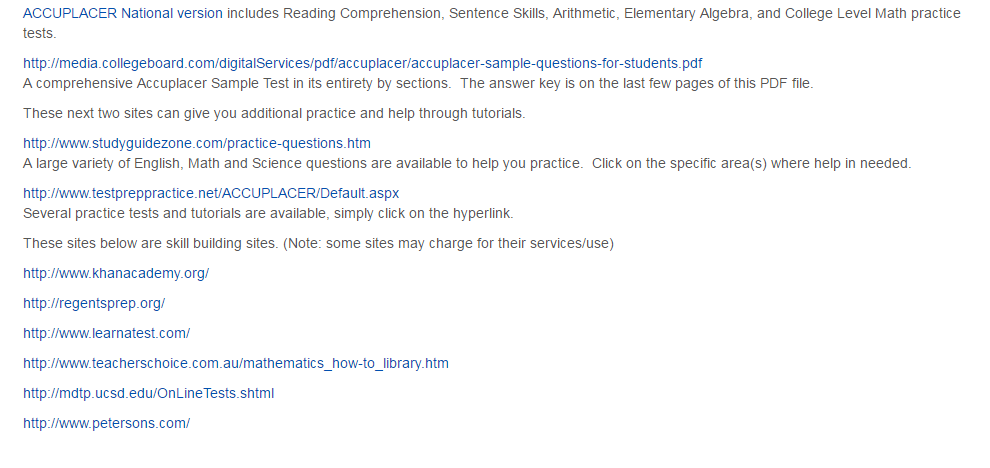 ACCUPLACER National version includes Reading Comprehension, Sentence Skills, Arithmetic, Elementary Algebra, and College Level Math practice
tests.
http://media.collegeboard.com/digitalServices/pdf/accuplacer/accuplacer-sample-questions-for-students.pdf
A comprehensive Accuplacer Sample Test in its entirety by sections.  The answer key is on the last few pages of this PDF file.
These next two sites can give you additional practice and help through tutorials.
http://www.studyguidezone.com/practice-questions.htm
A large variety of English, Math and Science questions are available to help you practice.  Click on the specific area(s) where help in needed.
http://www.testpreppractice.net/ACCUPLACER/Default.aspx
Several practice tests and tutorials are available, simply click on the hyperlink.
These sites below are skill building sites. (Note: some sites may charge for their services/use)
http://www.khanacademy.org/
http://regentsprep.org/
http://www.learnatest.com/
http://www.teacherschoice.com.au/mathematics_how-to_library.htm
http://mdtp.ucsd.edu/OnLineTests.shtml
http://www.petersons.com/